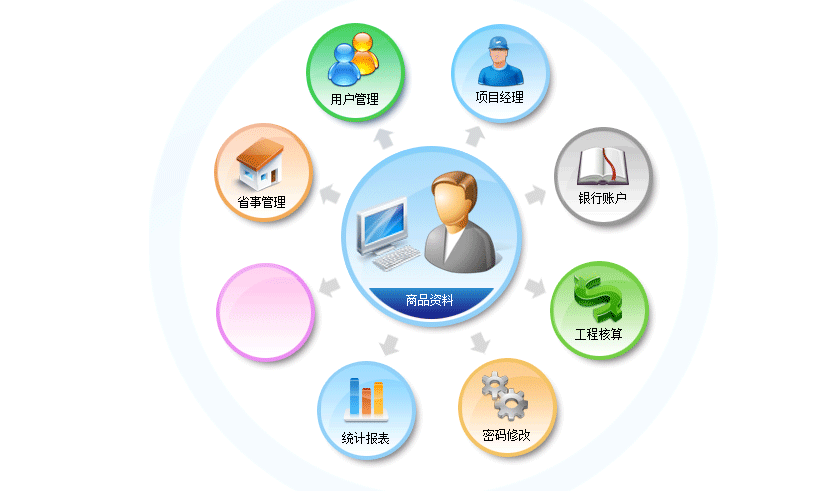 用户管理
项目经理
省事管理
银行账户
商品资料
工程核算
统计报表
密码修改